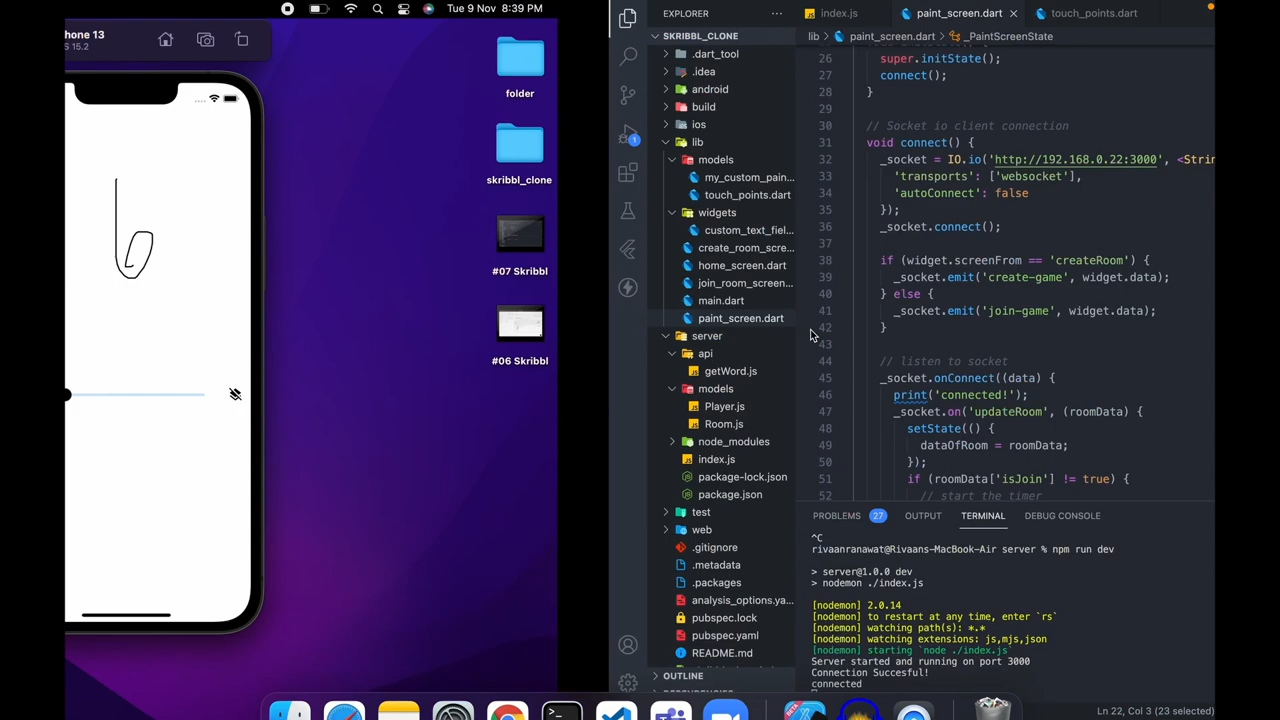 Tue 9 Nov 8:39 PM
hone 13
S 15.2
folder
skribbl_clone
#07 Skribbl
#06 Skribbl
EXPLORER
SKRIBBL_CLONE
.dart_tool
.idea
android
build
ios
lib
models
my_custom_pain...
touch_points.dart
widgets
custom_text_fiel...
create_room_scre...
home_screen.dart
join_room_screen...
main.dart
paint_screen.dart
server
api
getWord.js
models
Player.js
Room.js
node_modules
index.js
package-lock.json
package.json
test
web
.gitignore
.metadata
.packages
analysis_options.ya...
pubspec.lock
pubspec.yaml
README.md
OUTLINE
index.js
paint_screen.dart
touch_points.dart
lib > paint_screen.dart > _PaintScreenState
26 super.initState();
27 connect();
28 }
29
30 // Socket io client connection
31 void connect() {
32 _socket = IO.io('http://192.168.0.22:3000', <Strin
33 'transports': ['websocket'],
34 'autoConnect': false
35 });
36 _socket.connect();
37
38 if (widget.screenFrom == 'createRoom') {
39 _socket.emit('create-game', widget.data);
40 } else {
41 _socket.emit('join-game', widget.data);
42 }
43
44 // listen to socket
45 _socket.onConnect((data) {
46 print('connected!');
47 _socket.on('updateRoom', (roomData) {
48 setState(() {
49 dataOfRoom = roomData;
50 });
51 if (roomData['isJoin'] != true) {
52 // start the timer
PROBLEMS 27 OUTPUT TERMINAL DEBUG CONSOLE
^C
rivaanranawat@Rivaans-MacBook-Air server % npm run dev
> server@1.0.0 dev
> nodemon ./index.js
[nodemon] 2.0.14
[nodemon] to restart at any time, enter `rs`
[nodemon] watching path(s): *.*
[nodemon] watching extensions: js,mjs,json
[nodemon] starting `node ./index.js`
Server started and running on port 3000
Connection Succesful!
connected
Ln 22, Col 3 (23 selected)